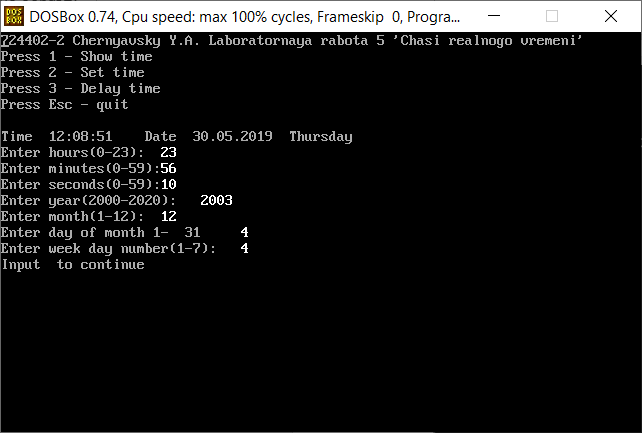 DOSBox 0.74, Cpu speed: max 100% cycles, Frameskip 0, Progra...
724402-2 Chernyavsky Y.A. Laboratornaya rabota 5 'Chasi realnogo vremeni'
Press 1 - Show time
Press 2 - Set time
Press 3 - Delay time
Press Esc - quit
Time 12:08:51 Date 30.05.2019 Thursday
Enter hours(0-23): 23
Enter minutes(0-59):56
Enter seconds(0-59):10
Enter year(2000-2020): 2003
Enter month(1-12): 12
Enter day of month 1- 31 4
Enter week day number(1-7): 4
Input to continue